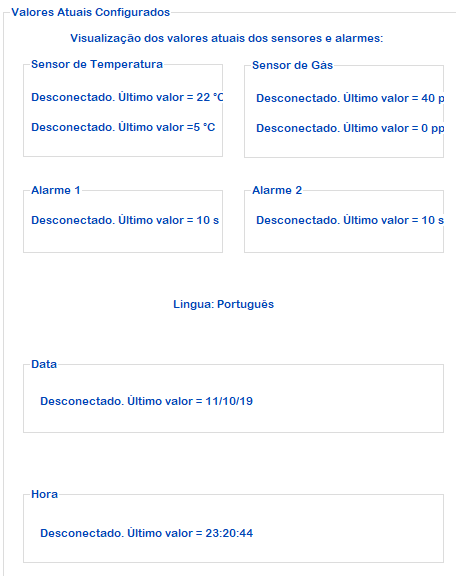 Valores Atuais Configurados
Visualização dos valores atuais dos sensores e alarmes:
Sensor de Temperatura
Desconectado. Último valor = 22 °C
Desconectado. Último valor =5 °C
Sensor de Gás
Desconectado. Último valor = 40 p
Desconectado. Último valor = 0 pp
Alarme 1
Desconectado. Último valor = 10 s
Alarme 2
Desconectado. Último valor = 10 s
Lingua: Português
Data
Desconectado. Último valor = 11/10/19
Hora
Desconectado. Último valor = 23:20:44